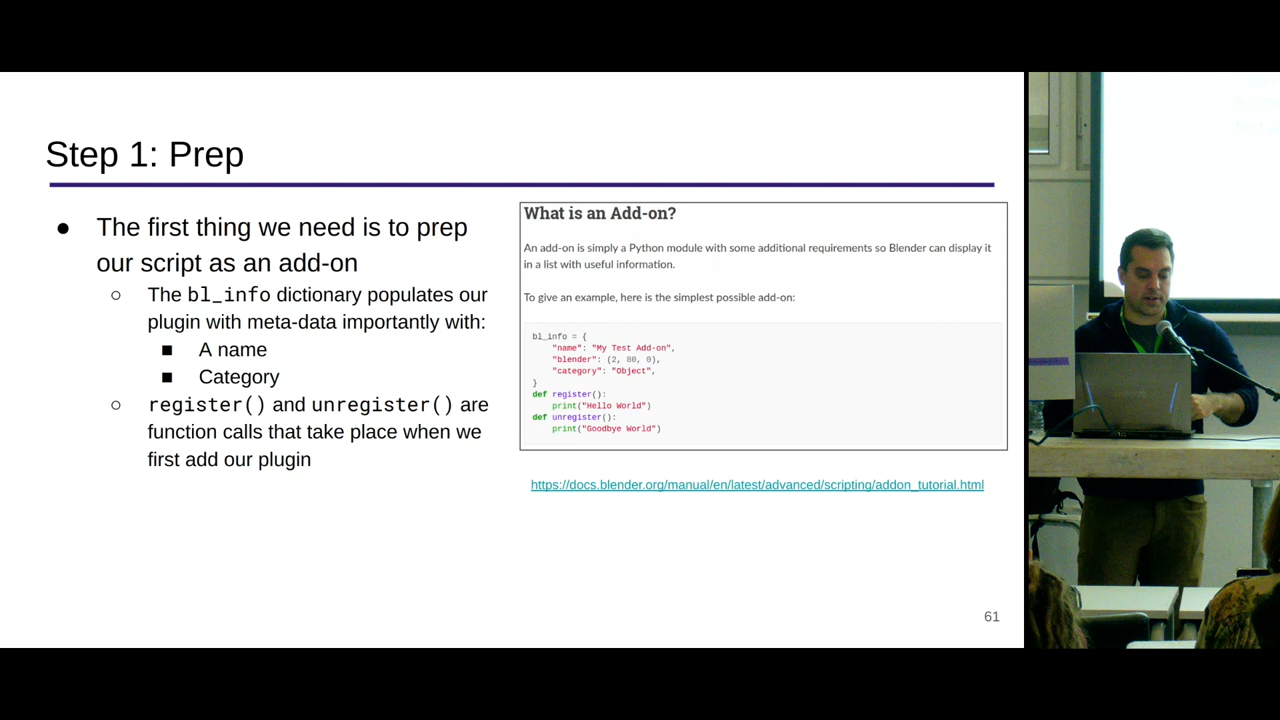 Step 1: Prep
● The first thing we need is to prep
our script as an add-on
○ The bl_info dictionary populates our
plugin with meta-data importantly with:
■ A name
■ Category
○ register() and unregister() are
function calls that take place when we
first add our plugin
What is an Add-on?
An add-on is simply a Python module with some additional requirements so Blender can display it
in a list with useful information.
To give an example, here is the simplest possible add-on:
bl_info = {
    "name": "My Test Add-on",
    "blender": (2, 80, 0),
    "category": "Object",
}
def register():
    print("Hello World")
def unregister():
    print("Goodbye World")
https://docs.blender.org/manual/en/latest/advanced/scripting/addon_tutorial.html
61